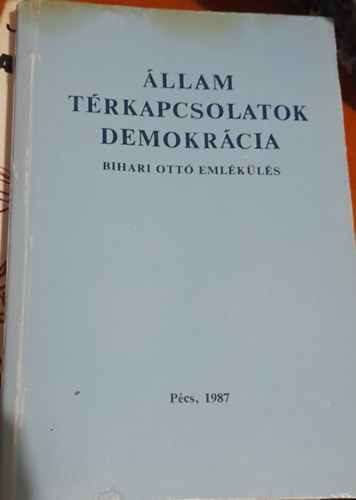 ÁLLAM
TÉRKAPCSOLATOK
DEMOKRÁCIA
BIHARI OTTÓ EMLÉKÜLÉS
Pécs, 1987